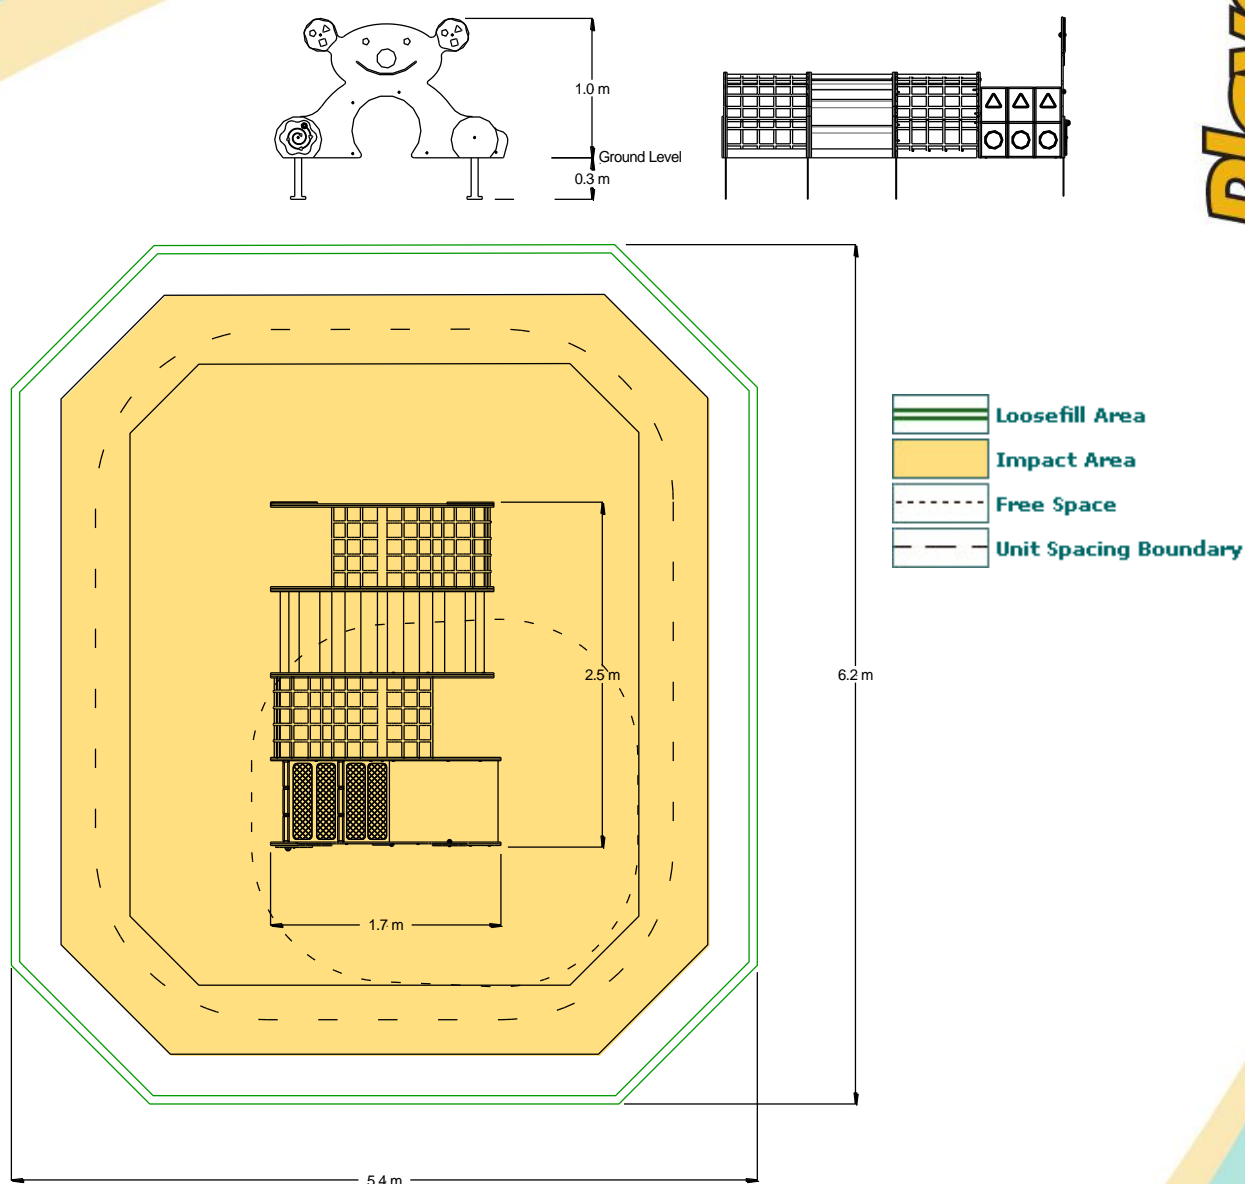 1.0 m
Ground Level
0.3 m
Loosefill Area
Impact Area
Free Space
Unit Spacing Boundary
2.5 m
6.2 m
1.7 m
5.4 m